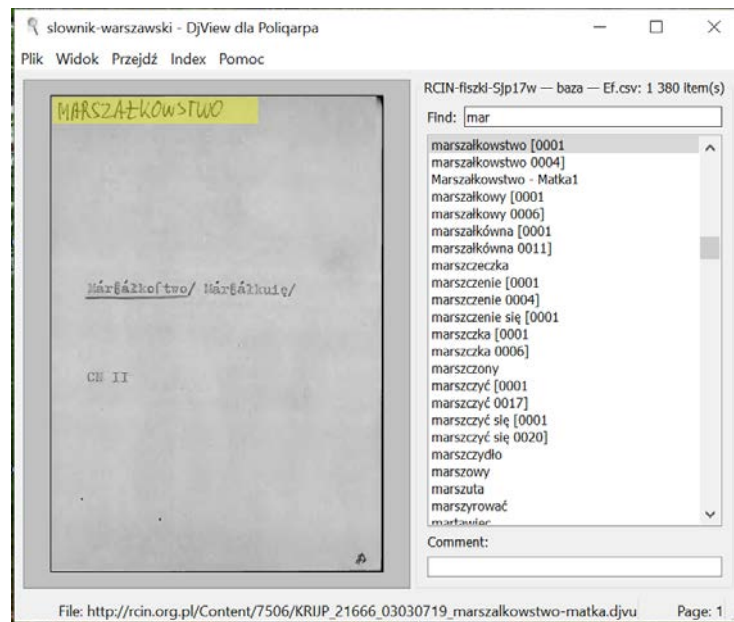 slownik-warszawski - DjView dla Poliqarpa
Plik Widok Przejdź Index Pomoc
MARSZAŁKOWSTWO
Márßáłkoſtwo/ Márßáłkuię/
CN II
RCIN-fiszki-SJp17w — baza — Ef.csv: 1 380 item(s)
Find: mar
marszałkowstwo [0001
marszałkowstwo 0004]
Marszałkowstwo - Matka1
marszałkowy [0001
marszałkowy 0006]
marszałkówna [0001
marszałkówna 0011]
marszczeczka
marszczenie [0001
marszczenie 0004]
marszczenie się [0001
marszczka [0001
marszczka 0006]
marszczony
marszczyć [0001
marszczyć 0017]
marszczyć się [0001
marszczyć się 0020]
marszczydło
marszowy
marszuta
marszyrować
martawiec
Comment:
File: http://rcin.org.pl/Content/7506/KRIJP_21666_03030719_marszalkowstwo-matka.djvu Page: 1